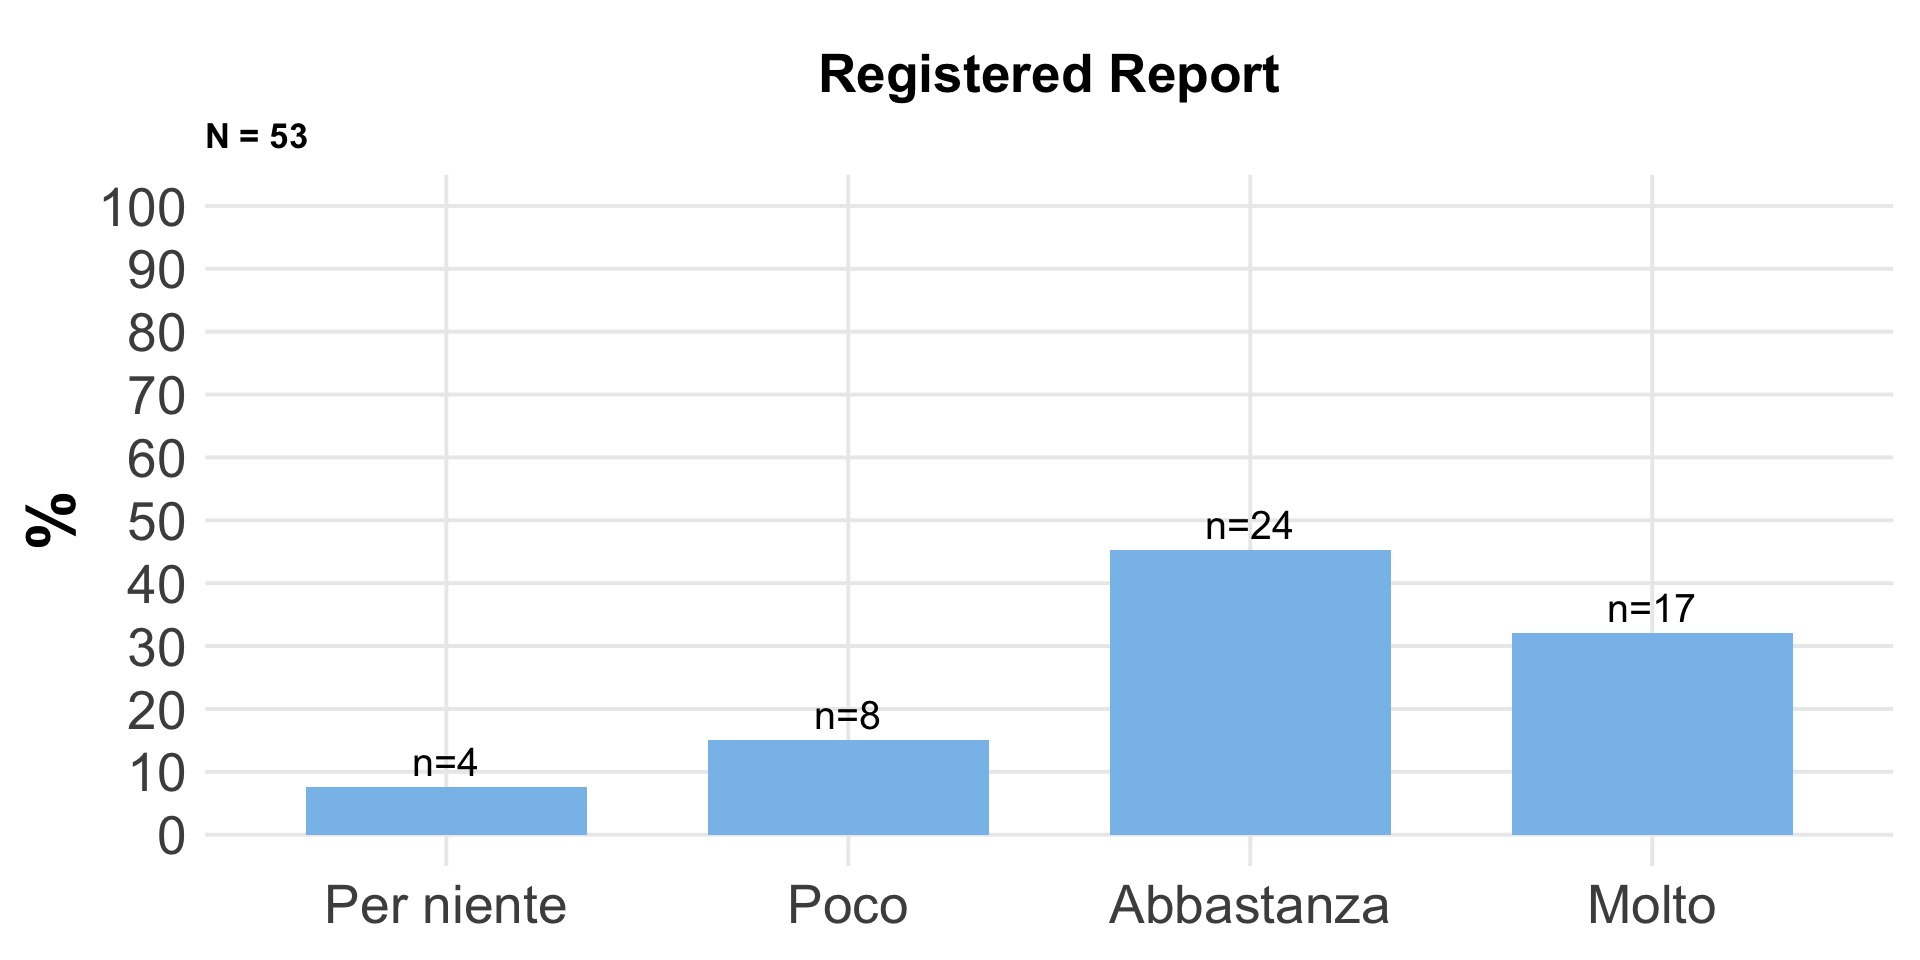 Registered Report
N = 53
100
90
80
70
60
50
40
30
20
10
0
%
n=4
n=8
n=24
n=17
Per niente
Poco
Abbastanza
Molto